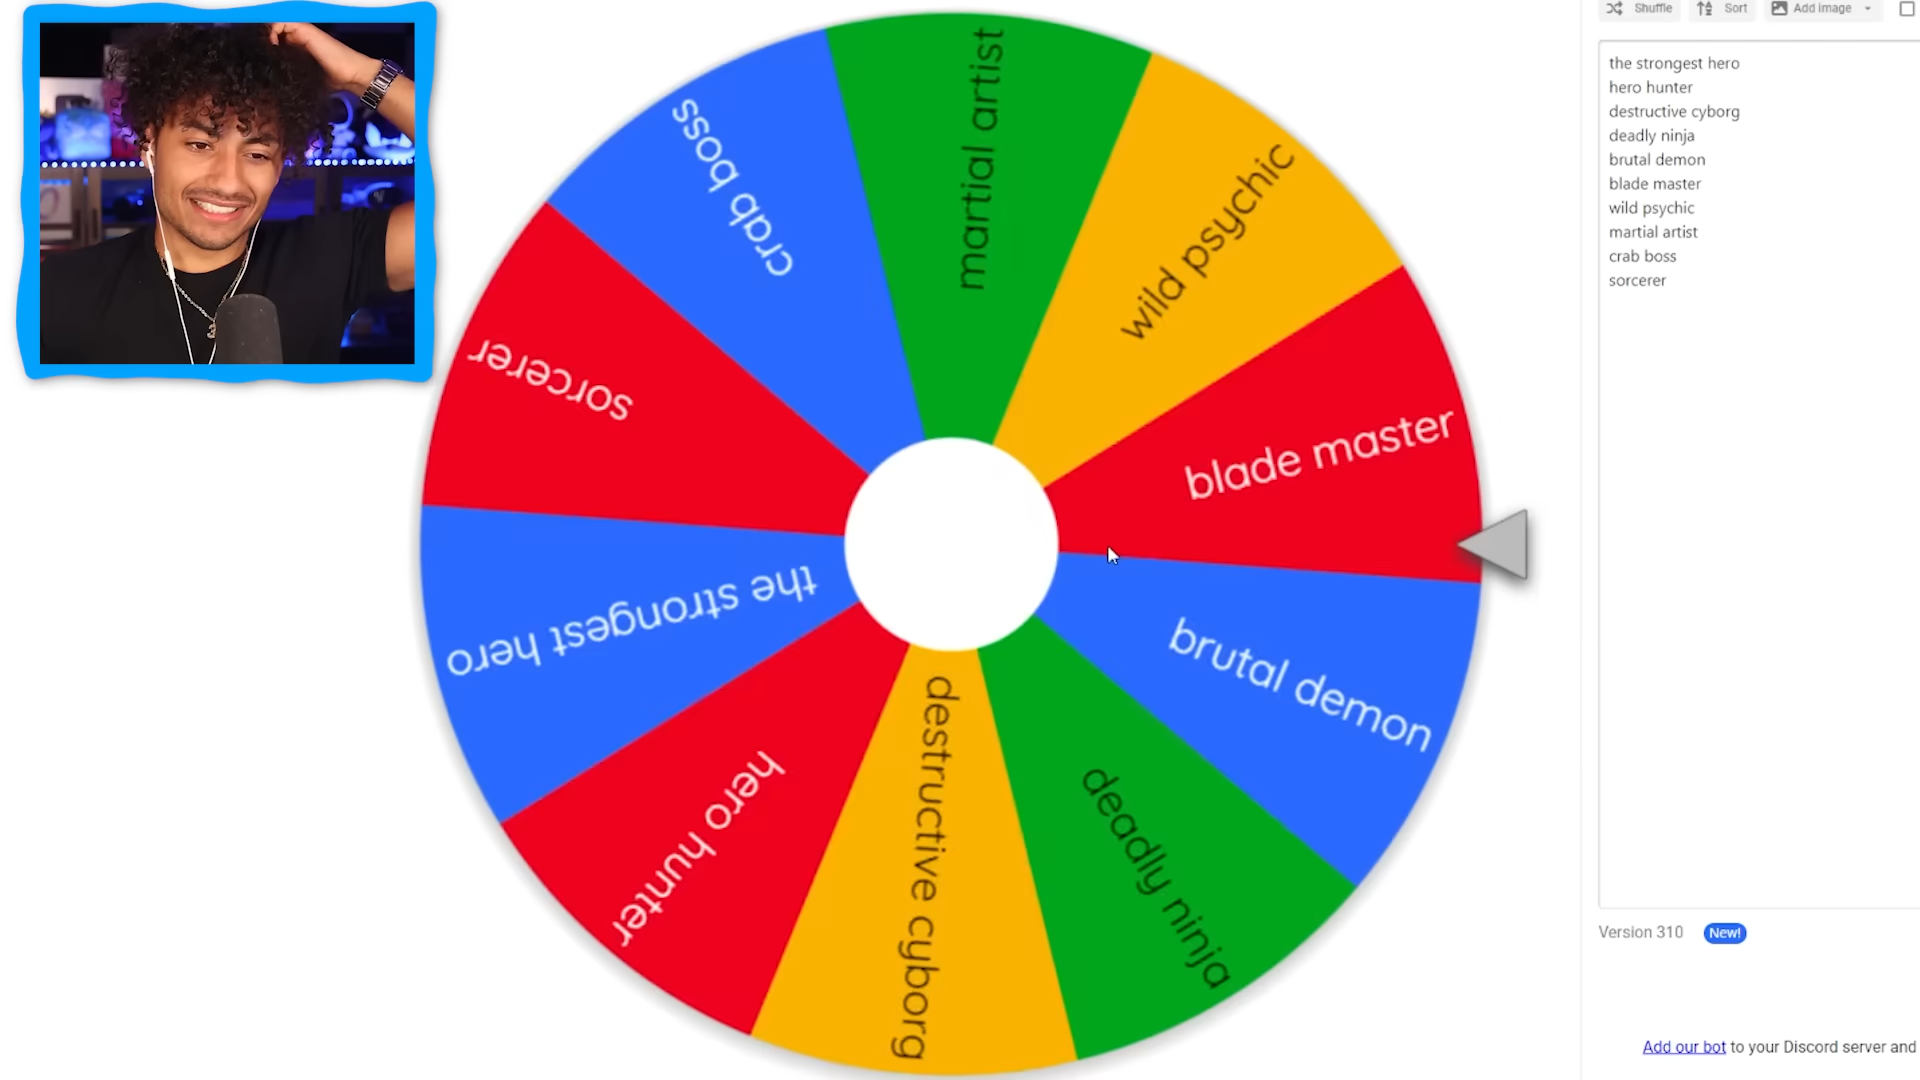 Shuffle
Sort
Add image
the strongest hero
hero hunter
destructive cyborg
deadly ninja
brutal demon
blade master
wild psychic
martial artist
crab boss
sorcerer
martial artist
wild psychic
blade master
brutal demon
deadly ninja
destructive cyborg
hero hunter
the strongest hero
sorcerer
crab boss
Version 310 New!
Add our bot to your Discord server and